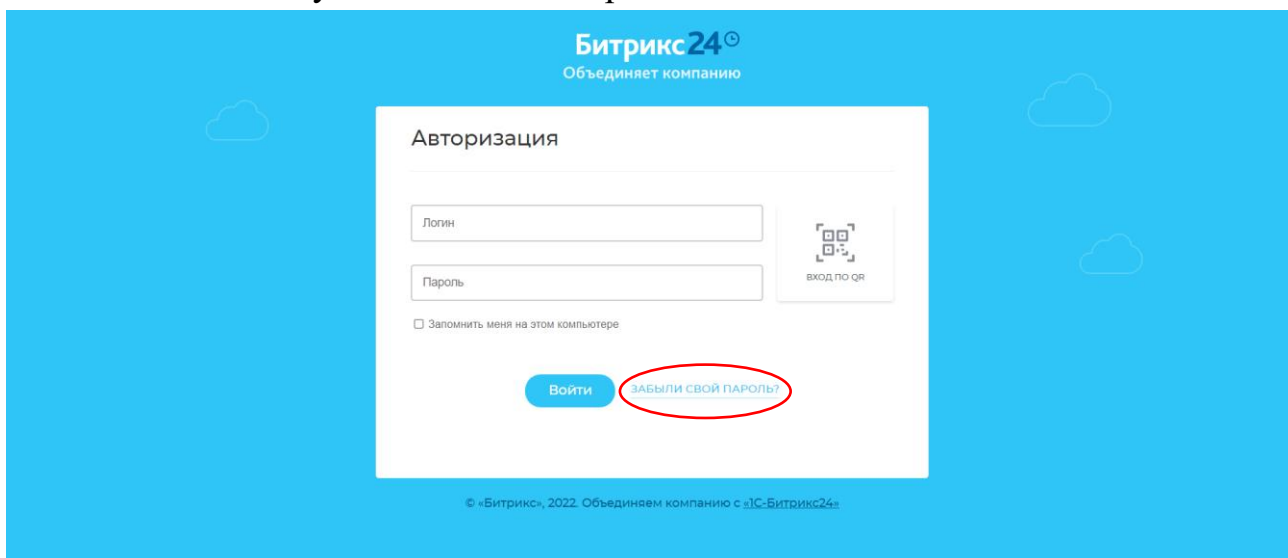 Битрикс24
Объединяет компанию
Авторизация
Логин
Пароль
ВХОД ПО QR
Запомнить меня на этом компьютере
Войти
ЗАБЫЛИ СВОЙ ПАРОЛЬ?
© «Битрикс», 2022. Объединяем компанию с «1С-Битрикс24»